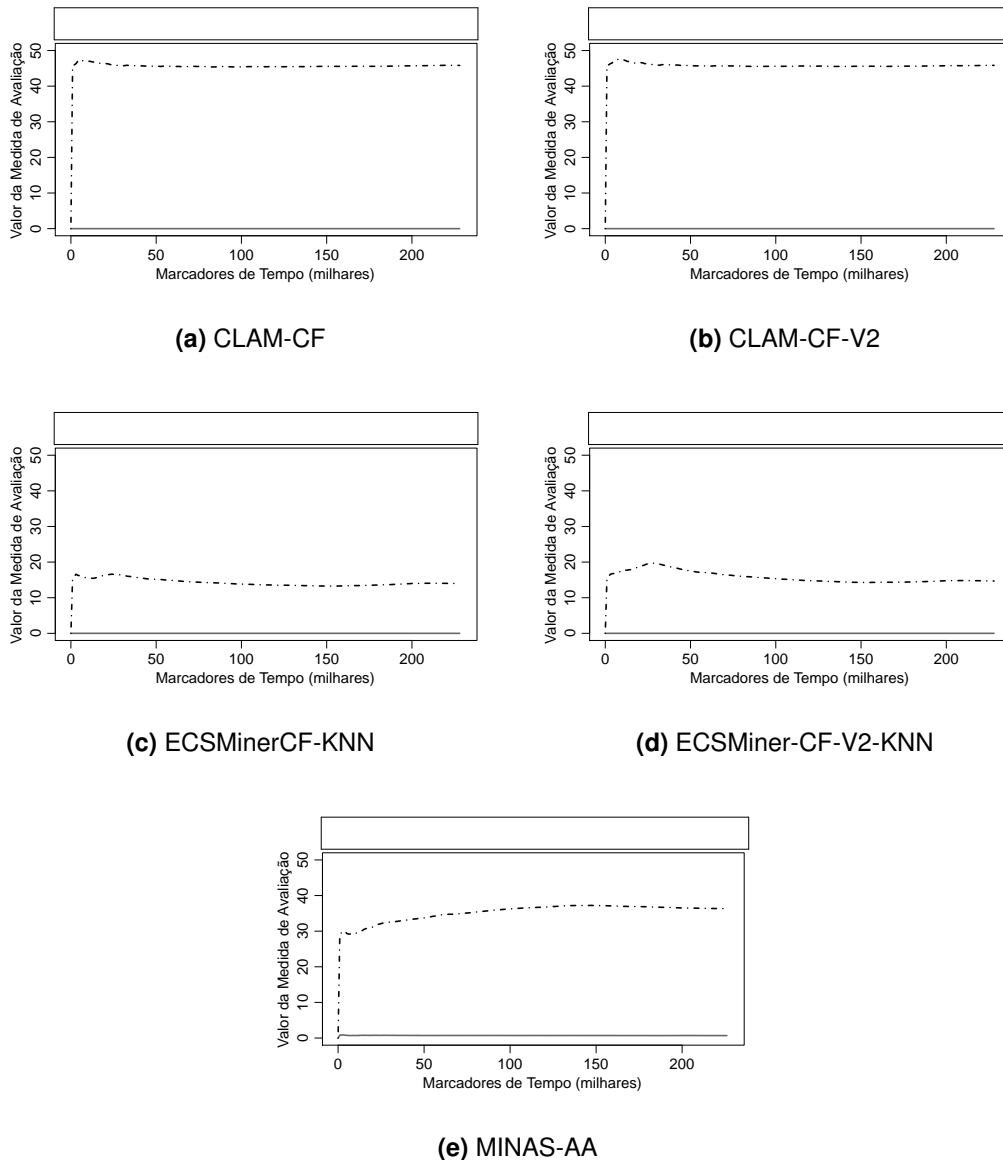 Valor da Medida de Avaliação
50
40
30
20
10
0
0 50 100 150 200
Marcadores de Tempo (milhares)
(a) CLAM-CF
Valor da Medida de Avaliação
50
40
30
20
10
0
0 50 100 150 200
Marcadores de Tempo (milhares)
(b) CLAM-CF-V2
Valor da Medida de Avaliação
50
40
30
20
10
0
0 50 100 150 200
Marcadores de Tempo (milhares)
(c) ECSMinerCF-KNN
Valor da Medida de Avaliação
50
40
30
20
10
0
0 50 100 150 200
Marcadores de Tempo (milhares)
(d) ECSMiner-CF-V2-KNN
Valor da Medida de Avaliação
50
40
30
20
10
0
0 50 100 150 200
Marcadores de Tempo (milhares)
(e) MINAS-AA